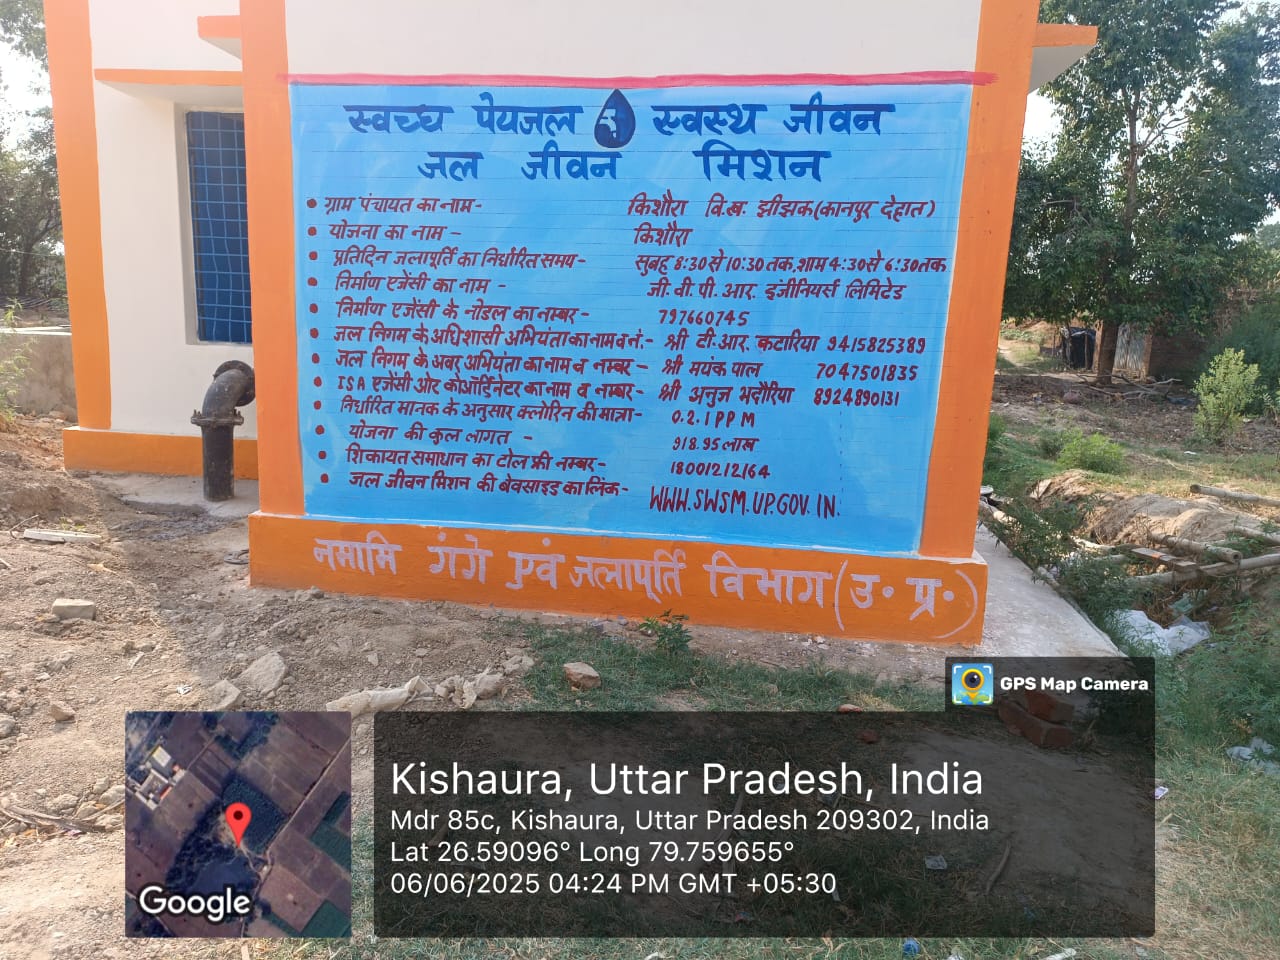 स्वच्छ पेयजल स्वस्थ जीवन
जल जीवन मिशन
• ग्राम पंचायत का नाम- किशौरा वि.ख. झींझक (कानपुर देहात)
• योजना का नाम - किशौरा
• प्रतिदिन जलापूर्ति का निर्धारित समय- सुबह 8:30 से 10:30 तक, शाम 4:30 से 6:30 तक
• निर्माण एजेंसी का नाम - जी. वी. पी. आर. इंजीनियर्स लिमिटेड
• निर्माण एजेंसी के नोडल का नम्बर- 797660745
• जल निगम के अधिशासी अभियंता का नाम व नं.- श्री टी. आर. कटारिया 9415825389
• जल निगम के अवर अभियंता का नाम व नम्बर- श्री मयंक पाल 7047501835
• ISA एजेंसी और कोऑर्डिनेटर का नाम व नम्बर- श्री अनुज भदौरिया 8924890131
• निर्धारित मानक के अनुसार क्लोरिन की मात्रा- 0.2.1 PPM
• योजना की कुल लागत - 918.95 लाख
• शिकायत समाधान का टोल फ्री नम्बर- 18001212164
• जल जीवन मिशन की बेवसाइड का लिंक- WWW.SWSM.UP.GOV.IN.
नमामि गंगे एवं जलापूर्ति विभाग (उ॰ प्र॰)
GPS Map Camera
Kishaura, Uttar Pradesh, India
Mdr 85c, Kishaura, Uttar Pradesh 209302, India
Lat 26.59096° Long 79.759655°
06/06/2025 04:24 PM GMT +05:30
Google